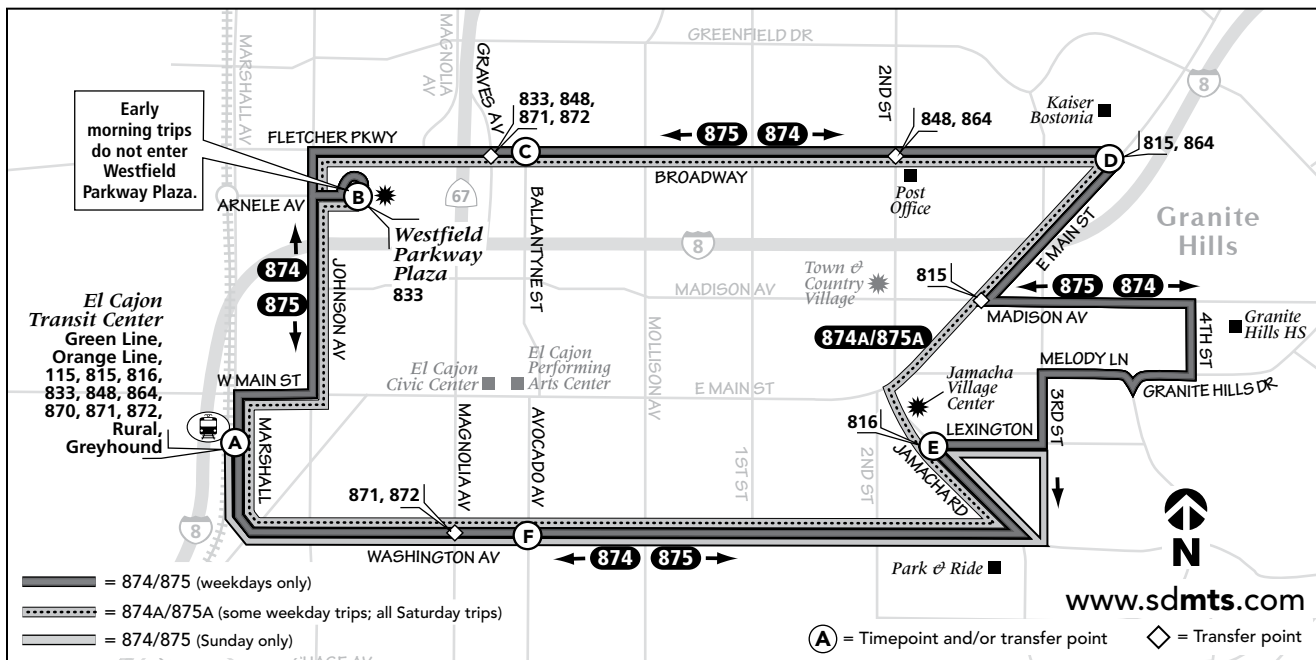 MARSHALL AV
MAGNOLIA AV
GREENFIELD DR
GRAVES AV
2ND ST
8
Early
morning trips
do not enter
Westfield
Parkway Plaza.
833, 848,
871, 872
848, 864
Kaiser
Bostonia
FLETCHER PKWY
875
874
C
D
815, 864
BROADWAY
ARNELE AV
B
67
Post
Office
BALLANTYNE ST
E MAIN ST
Granite
Hills
Westfield
Parkway
Plaza
833
8
874
875
JOHNSON AV
Town &
Country
Village
815
875
874
MADISON AV
MADISON AV
El Cajon
Transit Center
Green Line,
Orange Line,
115, 815, 816,
833, 848, 864,
870, 871, 872,
Rural,
Greyhound
A
W MAIN ST
El Cajon
Civic Center
El Cajon
Performing
Arts Center
MOLLISON AV
E MAIN ST
874A/875A
Jamacha
Village
Center
4TH ST
Granite
Hills HS
MELODY LN
GRANITE HILLS DR
3RD ST
LEXINGTON
816
E
JAMACHA RD
MARSHALL
MAGNOLIA AV
AVOCADO AV
1ST ST
2ND ST
871, 872
8
F
WASHINGTON AV
874
875
Park & Ride
N
www.sdmts.com
= 874/875 (weekdays only)
= 874A/875A (some weekday trips; all Saturday trips)
= 874/875 (Sunday only)
A = Timepoint and/or transfer point
= Transfer point